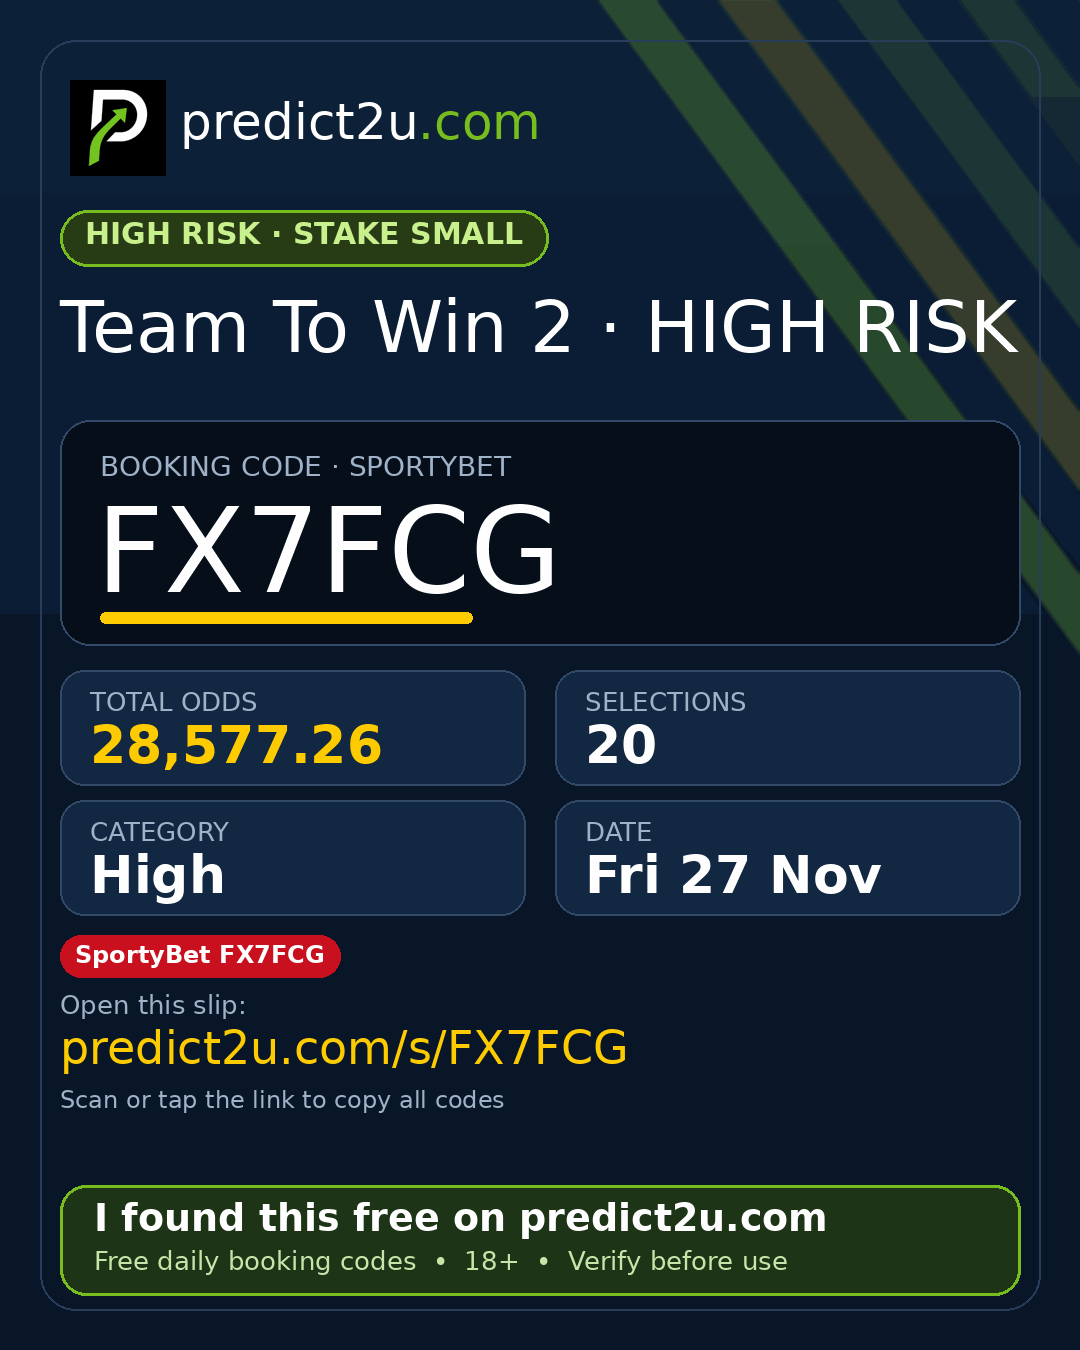 predict2u.com
HIGH RISK · STAKE SMALL
Team To Win 2 · HIGH RISK
BOOKING CODE · SPORTYBET
FX7FCG
TOTAL ODDS
28,577.26
SELECTIONS
20
CATEGORY
High
DATE
Fri 27 Nov
SportyBet FX7FCG
Open this slip:
predict2u.com/s/FX7FCG
Scan or tap the link to copy all codes
I found this free on predict2u.com
Free daily booking codes • 18+ • Verify before use